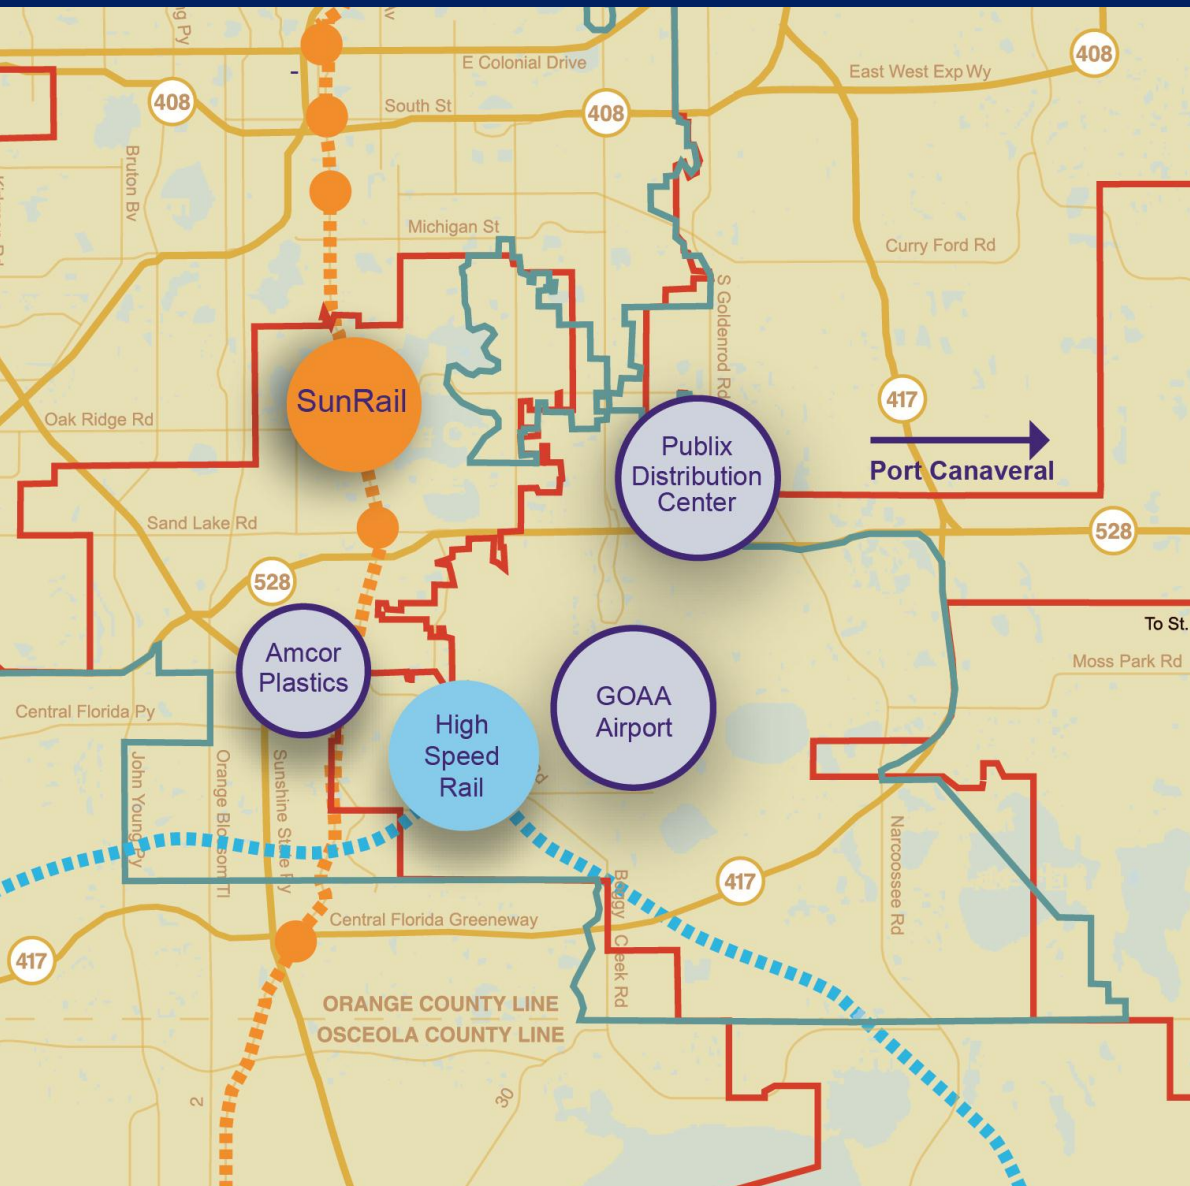 E Colonial Drive
408
East West Exp Wy
408
South St
408
Bruton Bv
Michigan St
Curry Ford Rd
S Goldenrod Rd
SunRail
417
Oak Ridge Rd
Publix
Distribution
Center
Port Canaveral
Sand Lake Rd
528
528
To St.
Amcor
Plastics
Moss Park Rd
GOAA
Airport
Central Florida Py
High
Speed
Rail
John Young Py
Orange Blossom Tl
Sunshine State Py
Narcoossee Rd
Boggy Creek Rd
417
Central Florida Greeneway
417
ORANGE COUNTY LINE
OSCEOLA COUNTY LINE
2
30